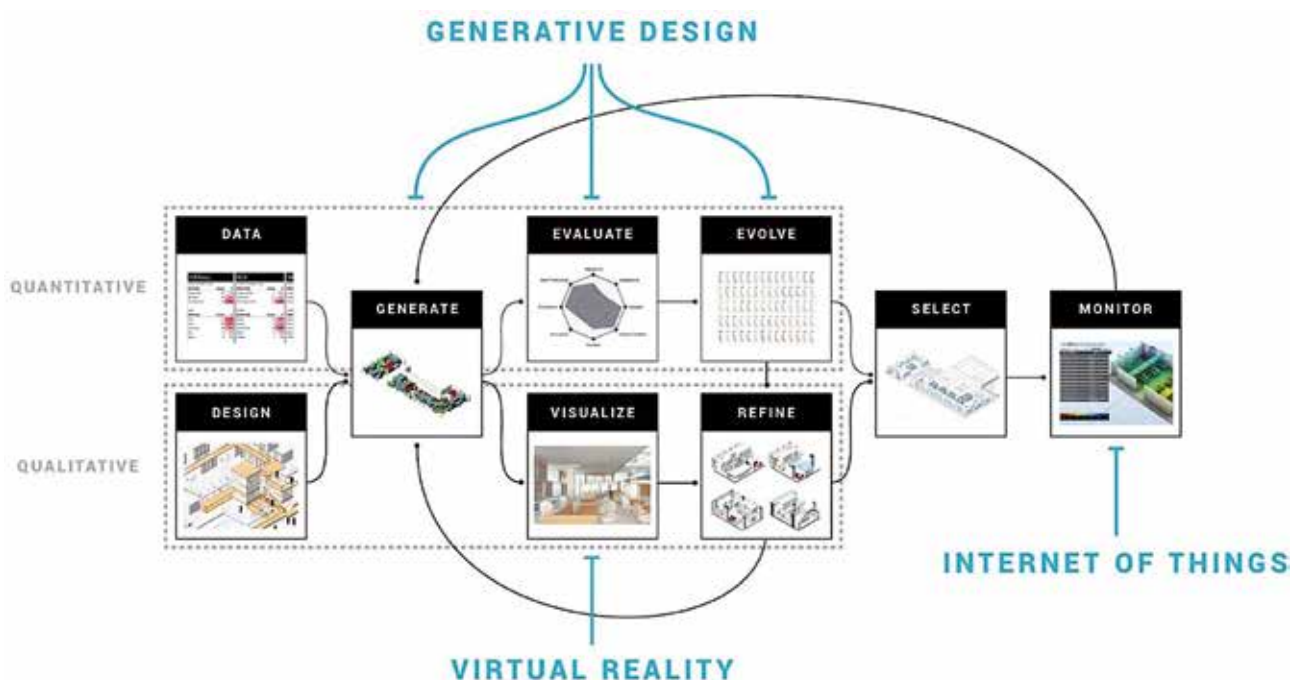 GENERATIVE DESIGN
DATA
EVALUATE
EVOLVE
QUANTITATIVE
GENERATE
SELECT
MONITOR
DESIGN
VISUALIZE
REFINE
QUALITATIVE
INTERNET OF THINGS
VIRTUAL REALITY